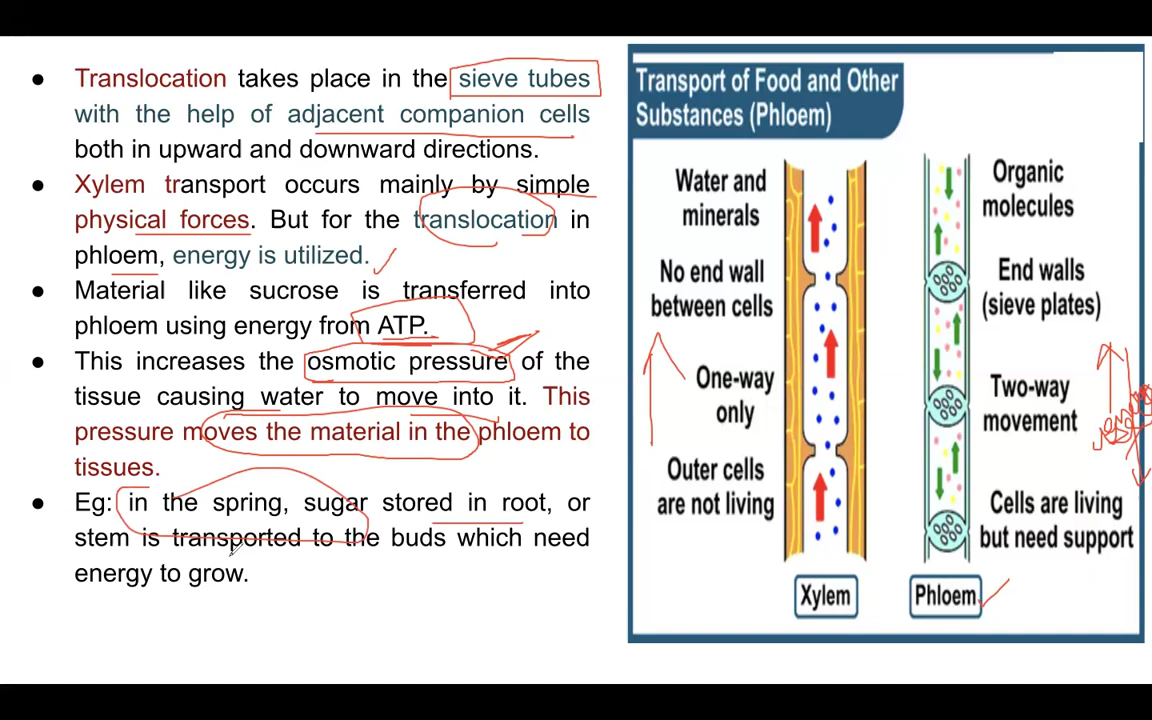 ● Translocation takes place in the sieve tubes
with the help of adjacent companion cells
both in upward and downward directions.
● Xylem transport occurs mainly by simple
physical forces. But for the translocation in
phloem, energy is utilized.
● Material like sucrose is transferred into
phloem using energy from ATP.
● This increases the osmotic pressure of the
tissue causing water to move into it. This
pressure moves the material in the phloem to
tissues.
● Eg: in the spring, sugar stored in root, or
stem is transported to the buds which need
energy to grow.
Transport of Food and Other
Substances (Phloem)
Water and
minerals
No end wall
between cells
One-way
only
Outer cells
are not living
Xylem
Organic
molecules
End walls
(sieve plates)
Two-way
movement
Cells are living
but need support
Phloem